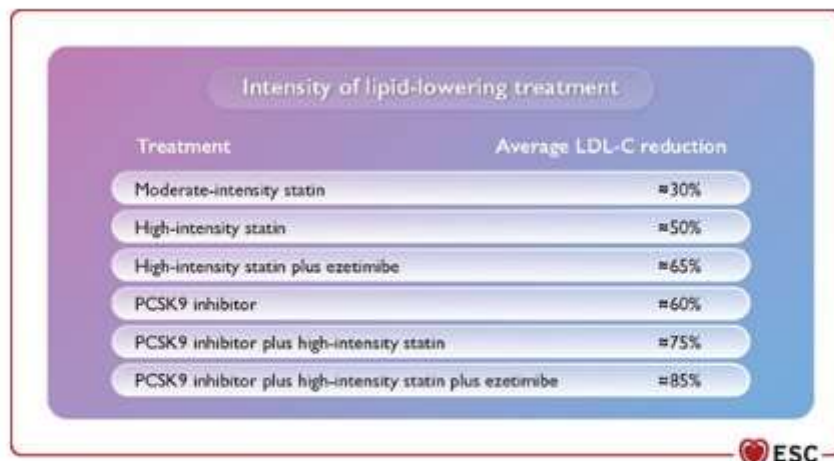 Intensity of lipid-lowering treatment
Treatment Average LDL-C reduction
Moderate-intensity statin ≈30%
High-intensity statin ≈50%
High-intensity statin plus ezetimibe ≈65%
PCSK9 inhibitor ≈60%
PCSK9 inhibitor plus high-intensity statin ≈75%
PCSK9 inhibitor plus high-intensity statin plus ezetimibe ≈85%
ESC